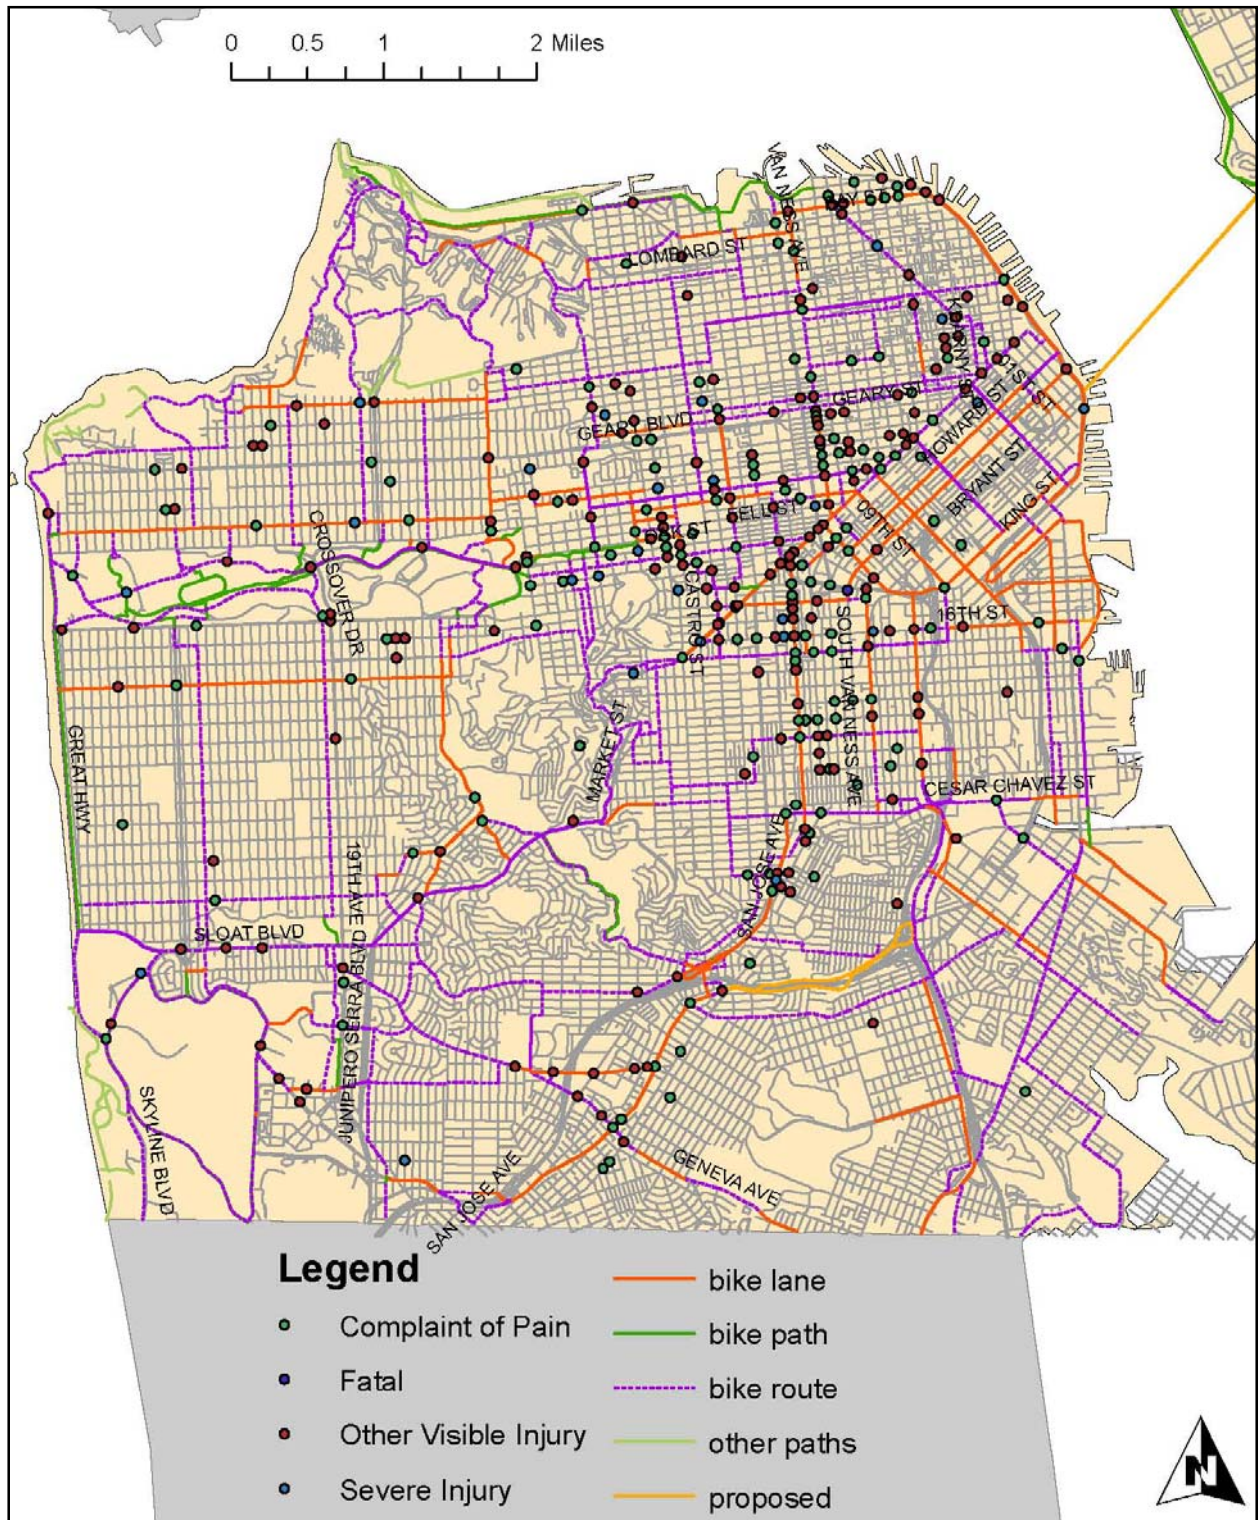 0 0.5 1 2 Miles
VAN NESS AVE
BAY ST
LOMBARD ST
KEARNY ST
01ST ST
GEARY ST
HOWARD ST
GEARY BLVD
BRYANT ST
KING ST
FELL ST
09TH ST
CROSSOVER DR
CASTRO ST
16TH ST
SOUTH VAN NESS AVE
GREAT HWY
MARKET ST
CESAR CHAVEZ ST
19TH AVE
SAN JOSE AVE
SLOAT BLVD
JUNIPERO SERRA BLVD
SKYLINE BLVD
GENEVA AVE
SAN JOSE AVE
Legend
Complaint of Pain
Fatal
Other Visible Injury
Severe Injury
bike lane
bike path
bike route
other paths
proposed
N